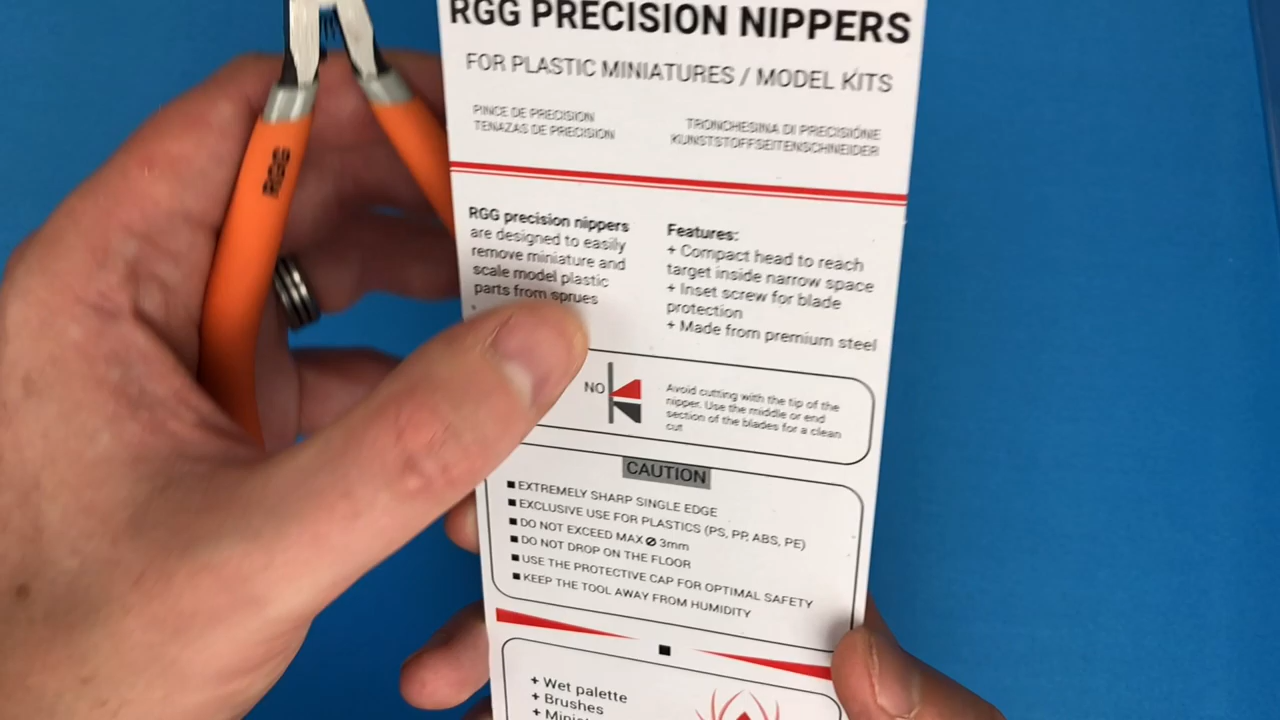 RGG PRECISION NIPPERS
FOR PLASTIC MINIATURES / MODEL KITS
PINCE DE PRECISION
TENAZAS DE PRECISION
TRONCHESINA DI PRECISIÓNE
KUNSTSTOFFSEITENSCHNEIDER
RGG
RGG precision nippers
are designed to easily
remove miniature and
scale model plastic
parts from sprues
Features:
+ Compact head to reach
target inside narrow space
+ Inset screw for blade
protection
+ Made from premium steel
NO
Avoid cutting with the tip of the
nipper. Use the middle or end
section of the blades for a clean
cut
CAUTION
■ EXTREMELY SHARP SINGLE EDGE
■ EXCLUSIVE USE FOR PLASTICS (PS, PP, ABS, PE)
■ DO NOT EXCEED MAX Ø 3mm
■ DO NOT DROP ON THE FLOOR
■ USE THE PROTECTIVE CAP FOR OPTIMAL SAFETY
■ KEEP THE TOOL AWAY FROM HUMIDITY
+ Wet palette
+ Brushes